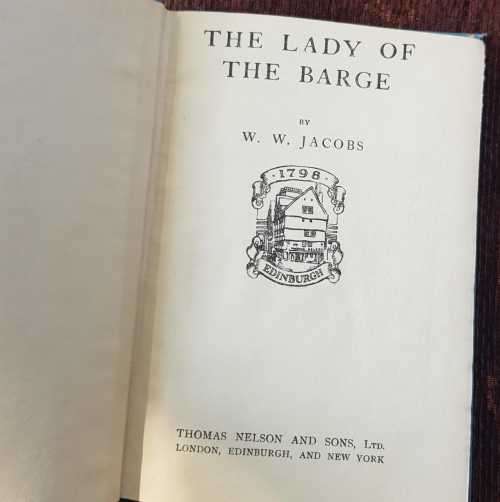 THE LADY OF
THE BARGE
BY
W. W. JACOBS
1798
EDINBURGH
THOMAS NELSON AND SONS, LTD.
LONDON, EDINBURGH, AND NEW YORK